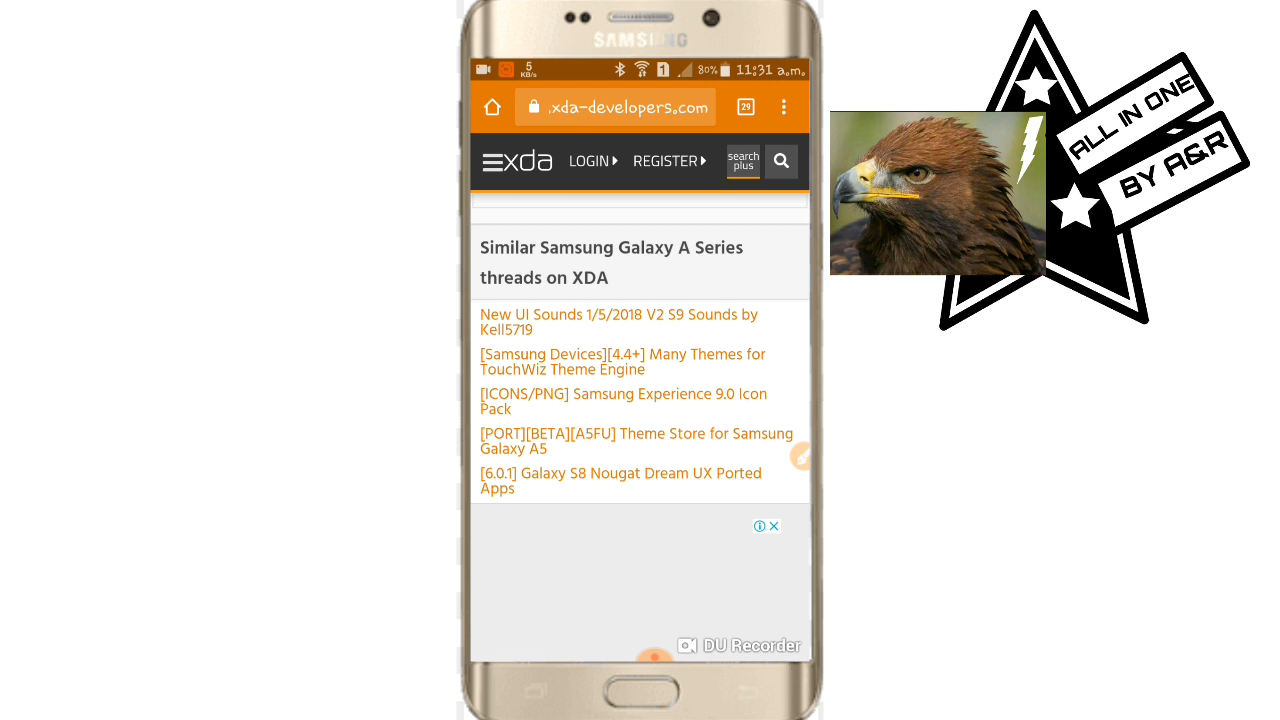 SAMSUNG
5
KB/s
1
80%
11:31 a.m.
.xda-developers.com
29
xda
LOGIN
REGISTER
search
plus
Similar Samsung Galaxy A Series
threads on XDA
New UI Sounds 1/5/2018 V2 S9 Sounds by
Kell5719
[Samsung Devices][4.4+] Many Themes for
TouchWiz Theme Engine
[ICONS/PNG] Samsung Experience 9.0 Icon
Pack
[PORT][BETA][A5FU] Theme Store for Samsung
Galaxy A5
[6.0.1] Galaxy S8 Nougat Dream UX Ported
Apps
DU Recorder
ALL IN ONE
BY A&R